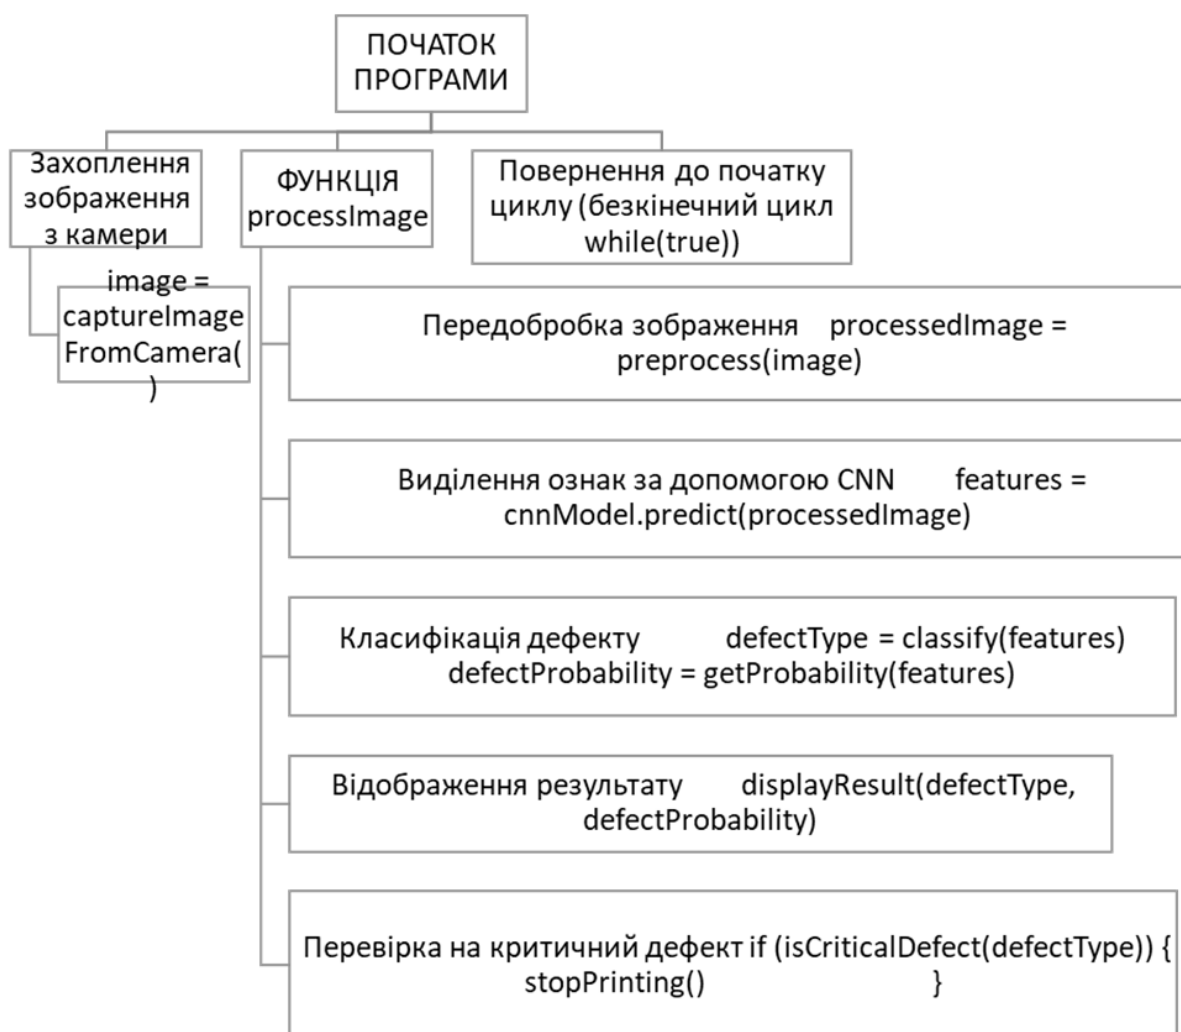 ПОЧАТОК
ПРОГРАМИ
Захоплення
зображення
з камери
image =
captureImage
FromCamera(
)
ФУНКЦІЯ
processImage
Передобробка зображення processedImage =
preprocess(image)
Виділення ознак за допомогою CNN features =
cnnModel.predict(processedImage)
Класифікація дефекту defectType = classify(features)
defectProbability = getProbability(features)
Відображення результату displayResult(defectType,
defectProbability)
Перевірка на критичний дефект if (isCriticalDefect(defectType)) {
stopPrinting() }
Повернення до початку
циклу (безкінечний цикл
while(true))